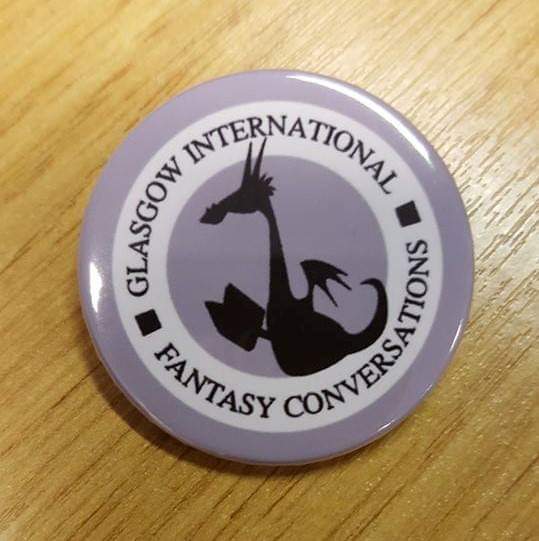 GLASGOW INTERNATIONAL
FANTASY CONVERSATIONS